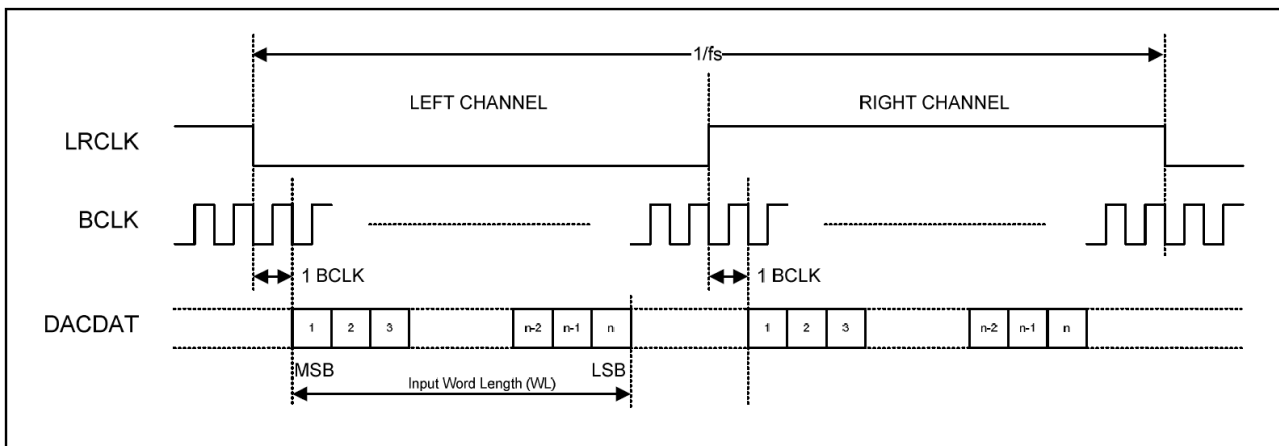 1/fs
LEFT CHANNEL RIGHT CHANNEL
LRCLK
BCLK
1 BCLK 1 BCLK
DACDAT 1 2 3 n-2 n-1 n 1 2 3 n-2 n-1 n
MSB LSB
Input Word Length (WL)